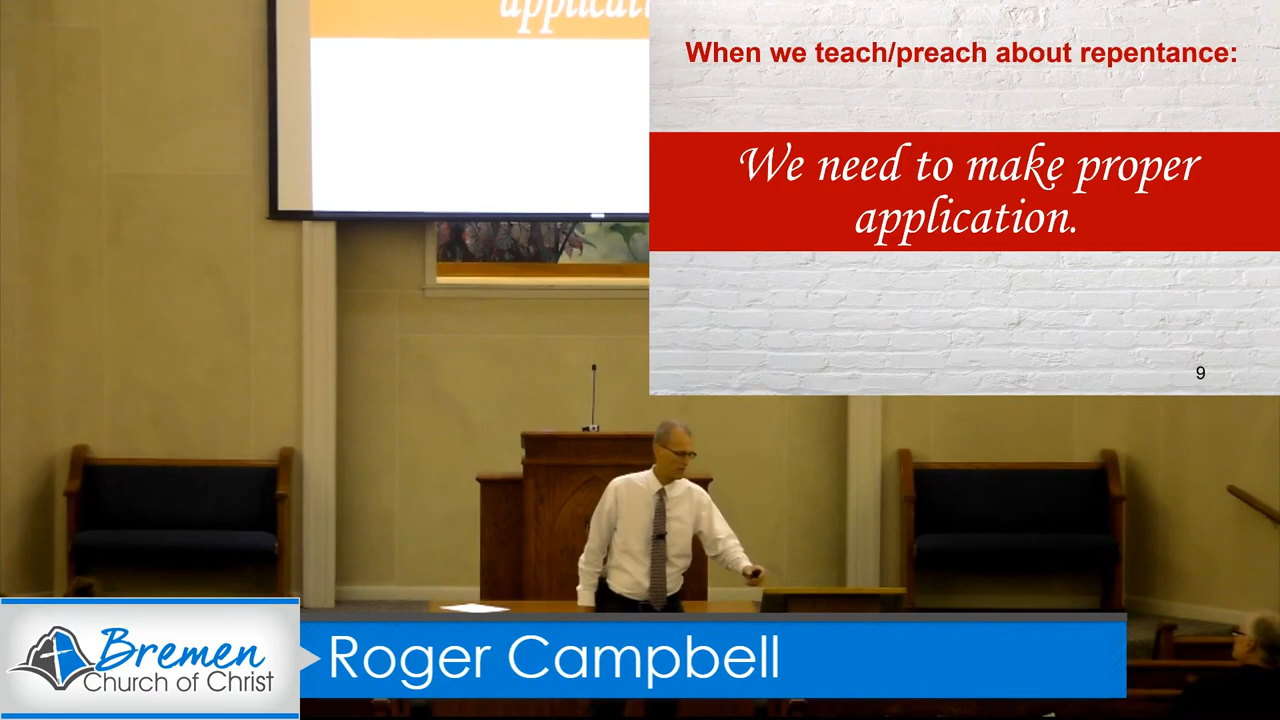 applicati
When we teach/preach about repentance:
We need to make proper
application.
9
Bremen
Church of Christ
Roger Campbell